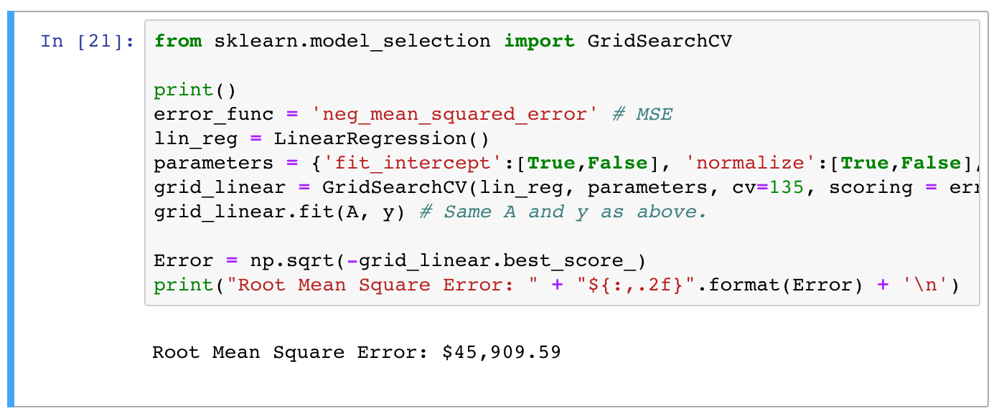 In [21]: from sklearn.model_selection import GridSearchCV
print()
error_func = 'neg_mean_squared_error' # MSE
lin_reg = LinearRegression()
parameters = {'fit_intercept':[True,False], 'normalize':[True,False],
grid_linear = GridSearchCV(lin_reg, parameters, cv=135, scoring =
grid_linear.fit(A, y) # Same A and y as above.
Error = np.sqrt(-grid_linear.best_score_)
print("Root Mean Square Error: " + "${:,.2f}".format(Error) + '\n')
Root Mean Square Error: $45,909.59